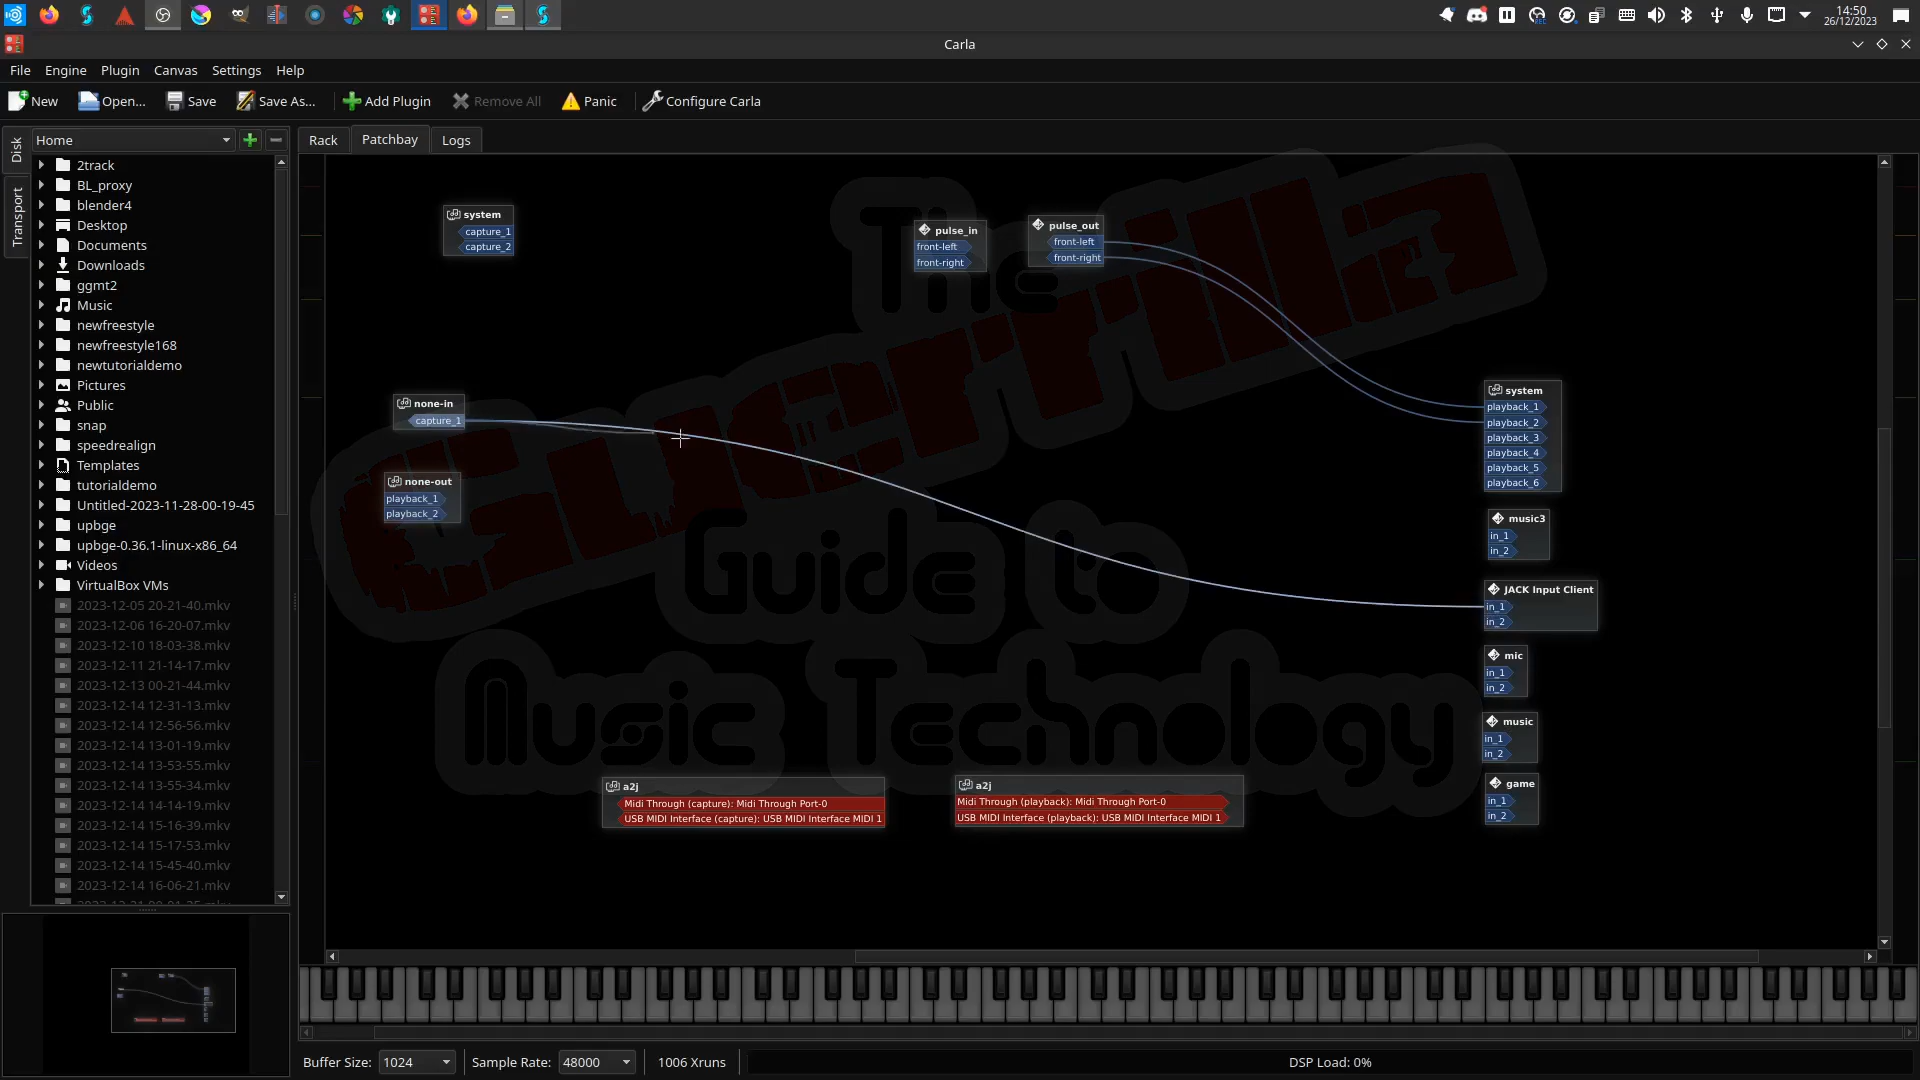 14:50
26/12/2023
Carla
File Engine Plugin Canvas Settings Help
New Open... Save Save As... Add Plugin Remove All Panic Configure Carla
Disk
Transport
Home
2track
BL_proxy
blender4
Desktop
Documents
Downloads
ggmt2
Music
newfreestyle
newfreestyle168
newtutorialdemo
Pictures
Public
snap
speedrealign
Templates
tutorialdemo
Untitled-2023-11-28-00-19-45
upbge
upbge-0.36.1-linux-x86_64
Videos
VirtualBox VMs
2023-12-05 20-21-40.mkv
2023-12-06 16-20-07.mkv
2023-12-10 18-03-38.mkv
2023-12-11 21-14-17.mkv
2023-12-13 00-21-44.mkv
2023-12-14 12-31-13.mkv
2023-12-14 12-56-56.mkv
2023-12-14 13-01-19.mkv
2023-12-14 13-53-55.mkv
2023-12-14 13-55-34.mkv
2023-12-14 14-14-19.mkv
2023-12-14 15-16-39.mkv
2023-12-14 15-17-53.mkv
2023-12-14 15-45-40.mkv
2023-12-14 16-06-21.mkv
Rack Patchbay Logs
The
Guerrilla
Guide to
Music Technology
system
capture_1
capture_2
pulse_in
front-left
front-right
pulse_out
front-left
front-right
none-in
capture_1
none-out
playback_1
playback_2
system
playback_1
playback_2
playback_3
playback_4
playback_5
playback_6
music3
in_1
in_2
JACK Input Client
in_1
in_2
mic
in_1
in_2
music
in_1
in_2
game
in_1
in_2
a2j
Midi Through (capture): Midi Through Port-0
USB MIDI Interface (capture): USB MIDI Interface MIDI 1
a2j
Midi Through (playback): Midi Through Port-0
USB MIDI Interface (playback): USB MIDI Interface MIDI 1
Buffer Size: 1024 Sample Rate: 48000 1006 Xruns DSP Load: 0%